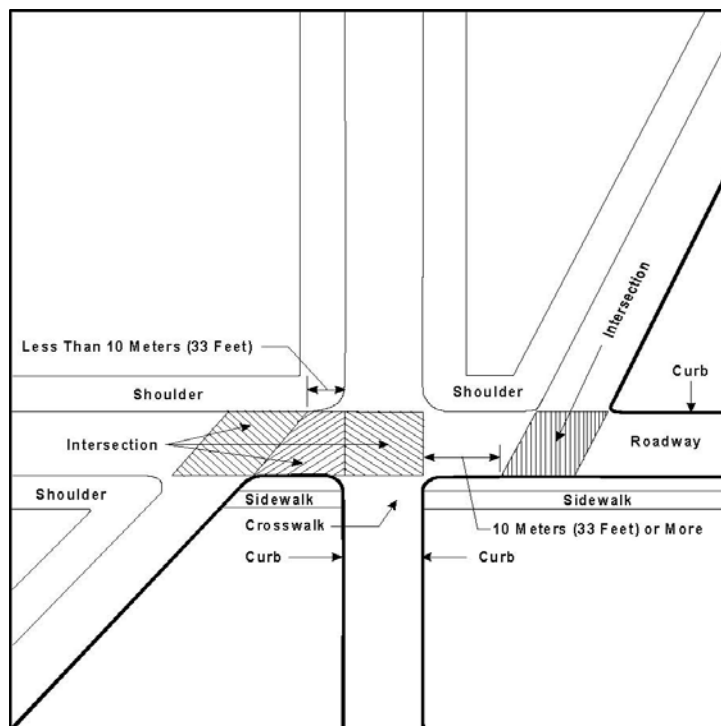 Intersection
Less Than 10 Meters (33 Feet)
Shoulder
Shoulder
Curb
Intersection
Roadway
Shoulder
Sidewalk
Sidewalk
Crosswalk
10 Meters (33 Feet) or More
Curb
Curb